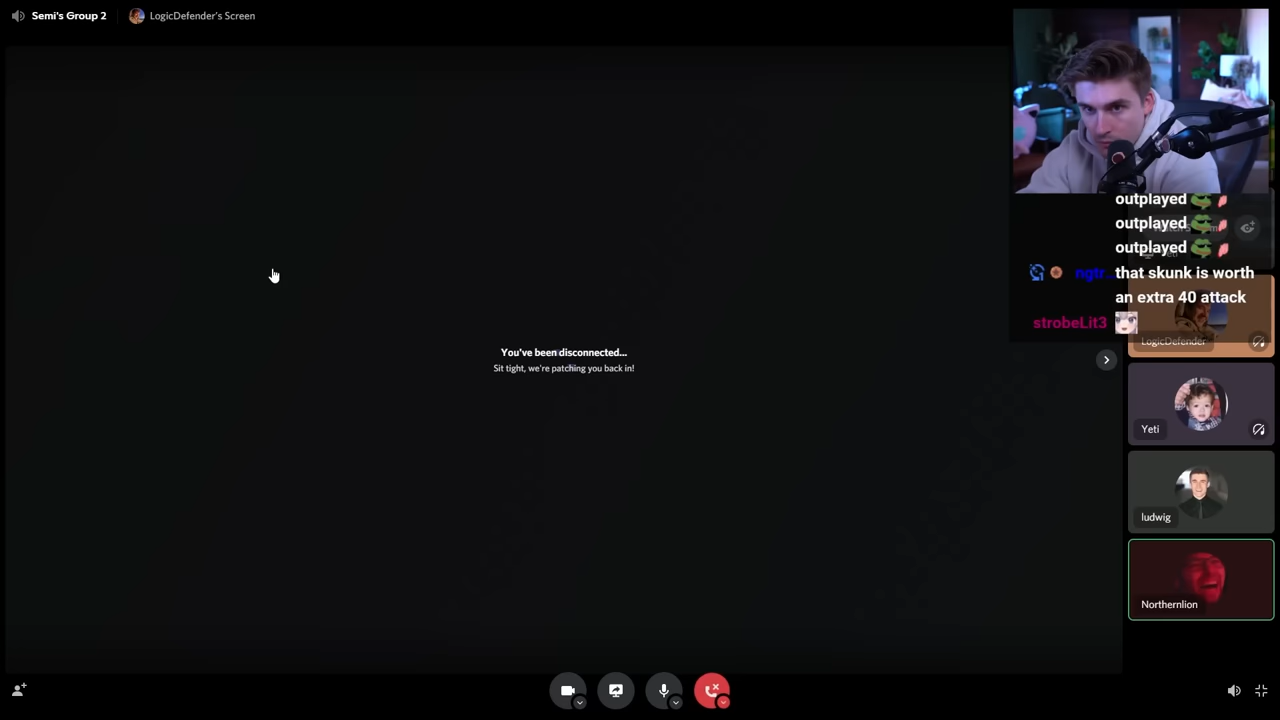 Semi's Group 2
LogicDefender's Screen
outplayed
outplayed
outplayed
ngtr...
that skunk is worth
an extra 40 attack
strobeLit3
LogicDefender
You've been disconnected...
Sit tight, we're patching you back in!
Yeti
ludwig
Northernlion